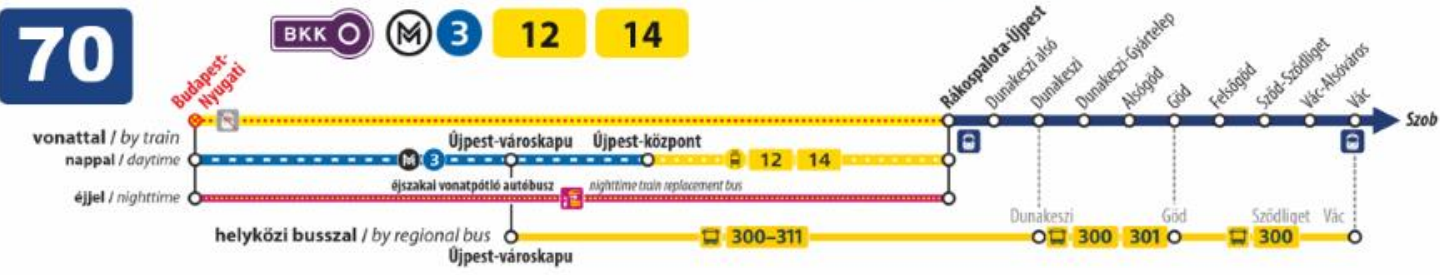 70
BKK M 3 12 14
Budapest-
Nyugati
Rákospalota-Újpest
Dunakeszi alsó
Dunakeszi
Dunakeszi-Gyártelep
Alsógöd
Göd
Felsőgöd
Sződ-Sződliget
Vác-Alsóváros
Vác
Szob
vonattal / by train
nappal / daytime
M 3
Újpest-városkapu
Újpest-központ
12 14
éjjel / nighttime
éjszakai vonatpótló autóbusz
nighttime train replacement bus
Dunakeszi
Göd
Sződliget
Vác
helyközi busszal / by regional bus
300–311
300 301
300
Újpest-városkapu